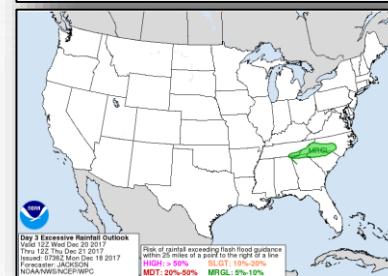 MRGL
NOAA
Day 3 Excessive Rainfall Outlook
Valid 12Z Wed Dec 20 2017
Thru 12Z Thu Dec 21 2017
Issued: 0736Z Mon Dec 18 2017
Forecaster: JACKSON
NOAA/NWS/NCEP/WPC
Risk of rainfall exceeding flash flood guidance
within 25 miles of a point to the right of a line
HIGH: > 50% SLGT: 10%-20%
MDT: 20%-50% MRGL: 5%-10%